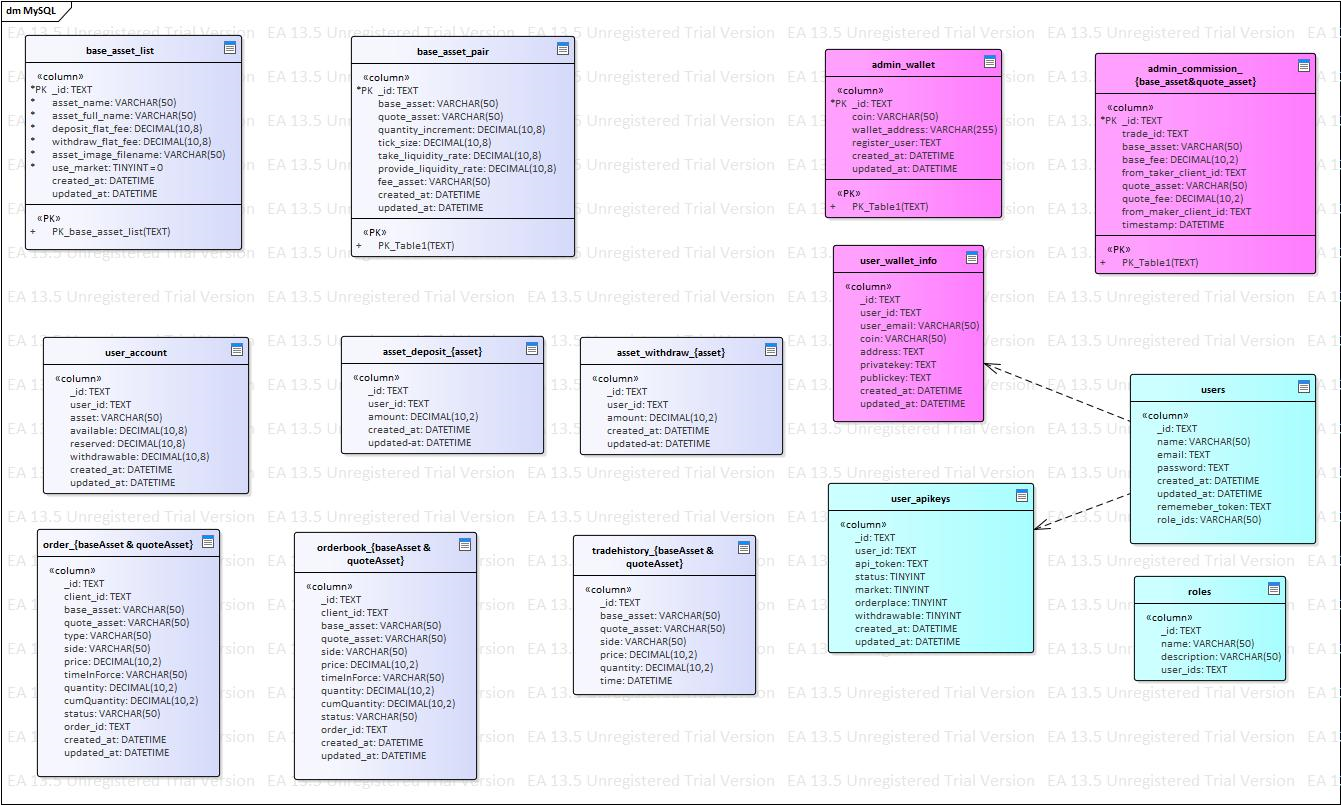 dm MySQL
base_asset_list
«column»
*PK _id: TEXT
* asset_name: VARCHAR(50)
* asset_full_name: VARCHAR(50)
* deposit_flat_fee: DECIMAL(10,8)
* withdraw_flat_fee: DECIMAL(10,8)
* asset_image_filename: VARCHAR(50)
* use_market: TINYINT = 0
created_at: DATETIME
updated_at: DATETIME
«PK»
+ PK_base_asset_list(TEXT)
base_asset_pair
«column»
*PK _id: TEXT
base_asset: VARCHAR(50)
quote_asset: VARCHAR(50)
quantity_increment: DECIMAL(10,8)
tick_size: DECIMAL(10,8)
take_liquidity_rate: DECIMAL(10,8)
provide_liquidity_rate: DECIMAL(10,8)
fee_asset: VARCHAR(50)
created_at: DATETIME
updated_at: DATETIME
«PK»
+ PK_Table1(TEXT)
admin_wallet
«column»
*PK _id: TEXT
coin: VARCHAR(50)
wallet_address: VARCHAR(255)
register_user: TEXT
created_at: DATETIME
updated_at: DATETIME
«PK»
+ PK_Table1(TEXT)
admin_commission_
{base_asset&quote_asset}
«column»
*PK _id: TEXT
trade_id: TEXT
base_asset: VARCHAR(50)
base_fee: DECIMAL(10,2)
from_taker_client_id: TEXT
quote_asset: VARCHAR(50)
quote_fee: DECIMAL(10,2)
from_maker_client_id: TEXT
timestamp: DATETIME
«PK»
+ PK_Table1(TEXT)
user_wallet_info
«column»
_id: TEXT
user_id: TEXT
user_email: VARCHAR(50)
coin: VARCHAR(50)
address: TEXT
privatekey: TEXT
publickey: TEXT
created_at: DATETIME
updated_at: DATETIME
user_account
«column»
_id: TEXT
user_id: TEXT
asset: VARCHAR(50)
available: DECIMAL(10,8)
reserved: DECIMAL(10,8)
withdrawable: DECIMAL(10,8)
created_at: DATETIME
updated_at: DATETIME
asset_deposit_{asset}
«column»
_id: TEXT
user_id: TEXT
amount: DECIMAL(10,2)
created_at: DATETIME
updated-at: DATETIME
asset_withdraw_{asset}
«column»
_id: TEXT
user_id: TEXT
amount: DECIMAL(10,2)
created_at: DATETIME
updated-at: DATETIME
users
«column»
_id: TEXT
name: VARCHAR(50)
email: TEXT
password: TEXT
created_at: DATETIME
updated_at: DATETIME
rememeber_token: TEXT
role_ids: VARCHAR(50)
user_apikeys
«column»
_id: TEXT
user_id: TEXT
api_token: TEXT
status: TINYINT
market: TINYINT
orderplace: TINYINT
withdrawable: TINYINT
created_at: DATETIME
updated_at: DATETIME
order_{baseAsset & quoteAsset}
«column»
_id: TEXT
client_id: TEXT
base_asset: VARCHAR(50)
quote_asset: VARCHAR(50)
type: VARCHAR(50)
side: VARCHAR(50)
price: DECIMAL(10,2)
timeInForce: VARCHAR(50)
quantity: DECIMAL(10,2)
cumQuantity: DECIMAL(10,2)
status: VARCHAR(50)
order_id: TEXT
created_at: DATETIME
updated_at: DATETIME
orderbook_{baseAsset &
quoteAsset}
«column»
_id: TEXT
client_id: TEXT
base_asset: VARCHAR(50)
quote_asset: VARCHAR(50)
side: VARCHAR(50)
price: DECIMAL(10,2)
timeInForce: VARCHAR(50)
quantity: DECIMAL(10,2)
cumQuantity: DECIMAL(10,2)
status: VARCHAR(50)
order_id: TEXT
created_at: DATETIME
updated_at: DATETIME
tradehistory_{baseAsset &
quoteAsset}
«column»
_id: TEXT
base_asset: VARCHAR(50)
quote_asset: VARCHAR(50)
side: VARCHAR(50)
price: DECIMAL(10,2)
quantity: DECIMAL(10,2)
time: DATETIME
roles
«column»
_id: TEXT
name: VARCHAR(50)
description: VARCHAR(50)
user_ids: TEXT
EA 13.5 Unregistered Trial Version